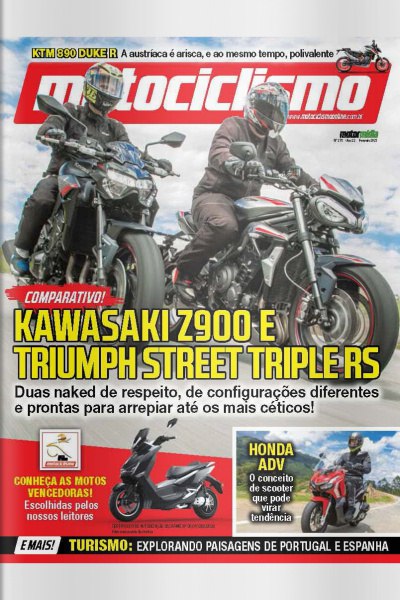 KTM 890 DUKE R A austríaca é arisca, e ao mesmo tempo, polivalente
motociclismo
www.motociclismoonline.com.br
motormidia
COMPARATIVO!
KAWASAKI Z900 E
TRIUMPH STREET TRIPLE RS
Duas naked de respeito, de configurações diferentes
e prontas para arrepiar até os mais céticos!
motociclismo
CONHEÇA AS MOTOS
VENCEDORAS!
Escolhidas pelos
nossos leitores
HONDA
ADV
O conceito
de scooter
que pode
virar
tendência
E MAIS!
TURISMO: EXPLORANDO PAISAGENS DE PORTUGAL E ESPANHA